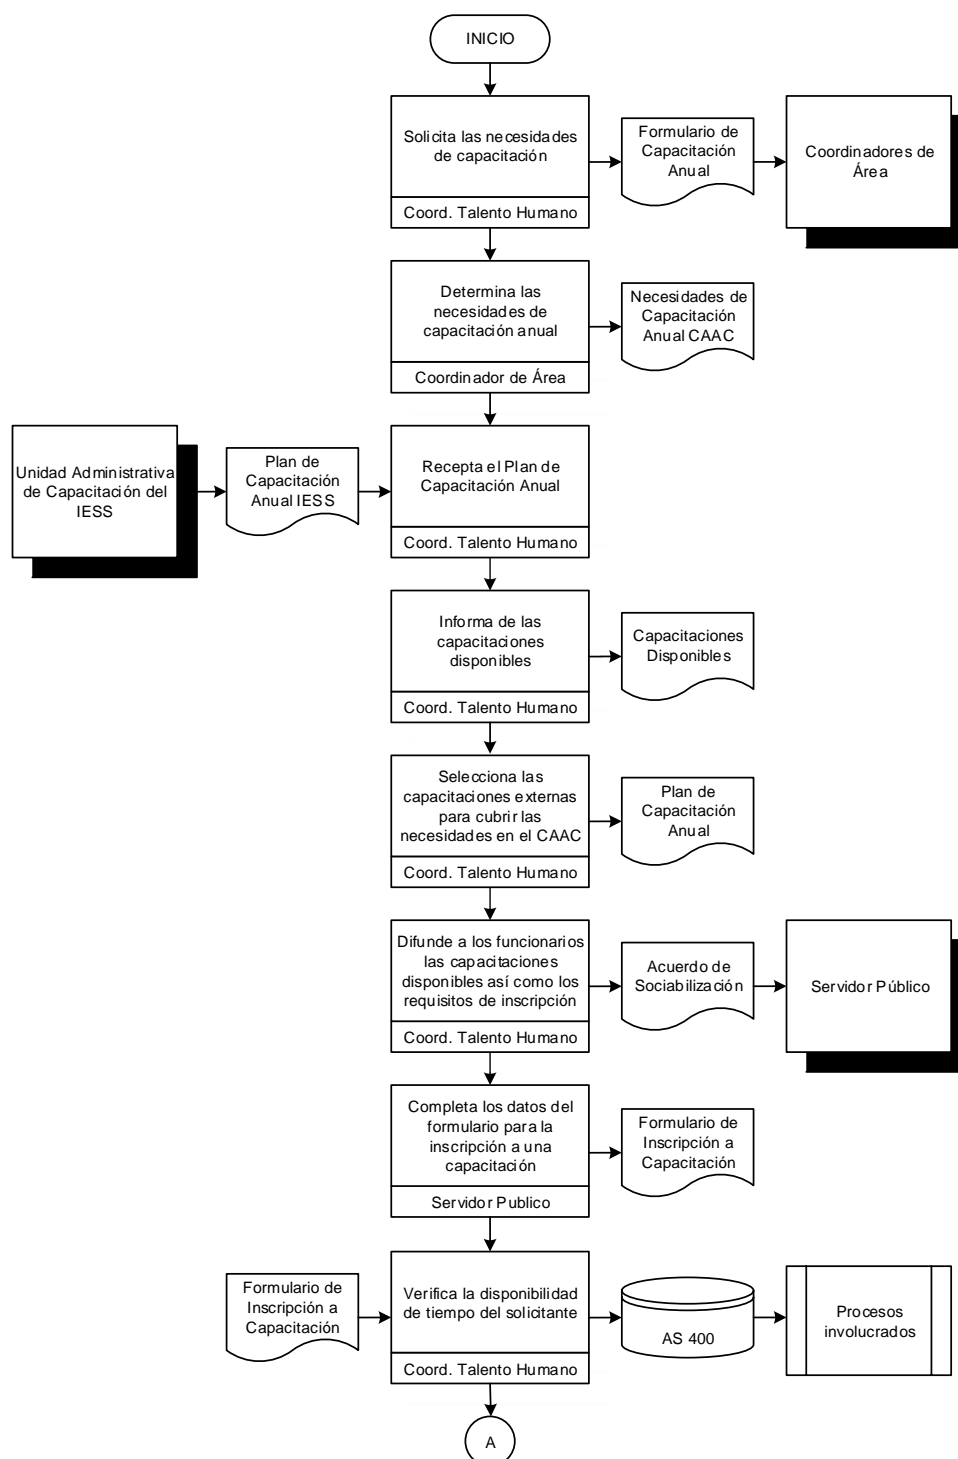 INICIO
Solicita las necesidades
de capacitación
Coord. Talento Humano
Formulario de
Capacitación
Anual
Coordinadores de
Área
Determina las
necesidades de
capacitación anual
Coordinador de Área
Necesidades de
Capacitación
Anual CAAC
Unidad Administrativa
de Capacitación del
IESS
Plan de
Capacitación
Anual IESS
Recepta el Plan de
Capacitación Anual
Coord. Talento Humano
Informa de las
capacitaciones
disponibles
Coord. Talento Humano
Capacitaciones
Disponibles
Selecciona las
capacitaciones externas
para cubrir las
necesidades en el CAAC
Coord. Talento Humano
Plan de
Capacitación
Anual
Difunde a los funcionarios
las capacitaciones
disponibles así como los
requisitos de inscripción
Coord. Talento Humano
Acuerdo de
Sociabilización
Servidor Público
Completa los datos del
formulario para la
inscripción a una
capacitación
Servidor Publico
Formulario de
Inscripción a
Capacitación
Formulario de
Inscripción a
Capacitación
Verifica la disponibilidad
de tiempo del solicitante
Coord. Talento Humano
AS 400
Procesos
involucrados
A